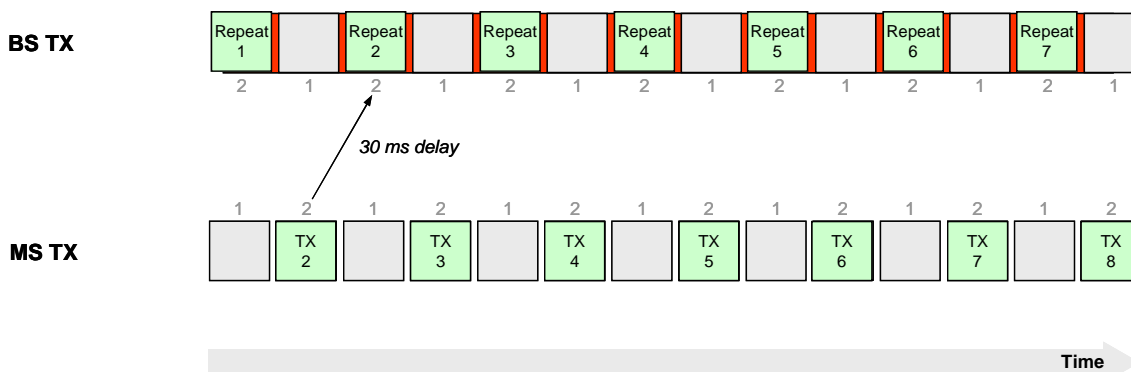 BS TX
Repeat 1
Repeat 2
Repeat 3
Repeat 4
Repeat 5
Repeat 6
Repeat 7
2 1 2 1 2 1 2 1 2 1 2 1 2 1
30 ms delay
1 2 1 2 1 2 1 2 1 2 1 2 1 2
MS TX
TX 2
TX 3
TX 4
TX 5
TX 6
TX 7
TX 8
Time